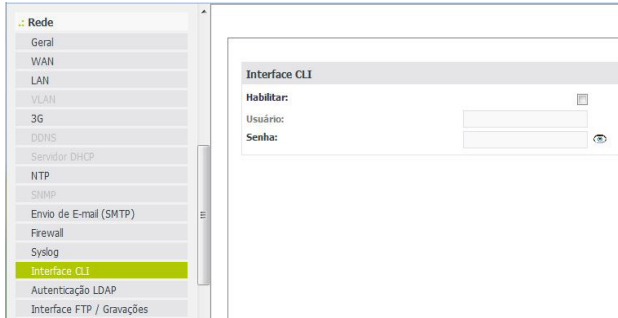 .: Rede
Geral
WAN
LAN
VLAN
3G
DDNS
Servidor DHCP
NTP
SNMP
Envio de E-mail (SMTP)
Firewall
Syslog
Interface CLI
Autenticação LDAP
Interface FTP / Gravações
Interface CLI
Habilitar:
Usuário:
Senha: